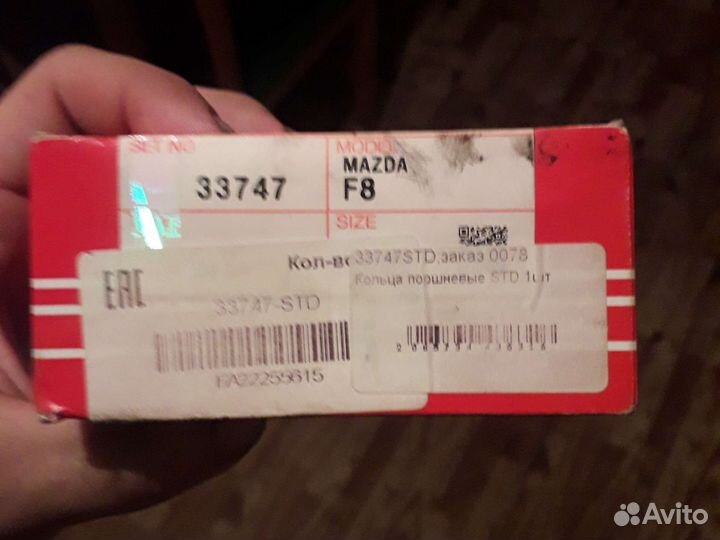 SET NO
MODEL
33747
MAZDA
F8
SIZE
Кол-во
33747STD,заказ 0078
Кольца поршневые STD 1шт
EAC
33747-STD
FA22255615
Avito